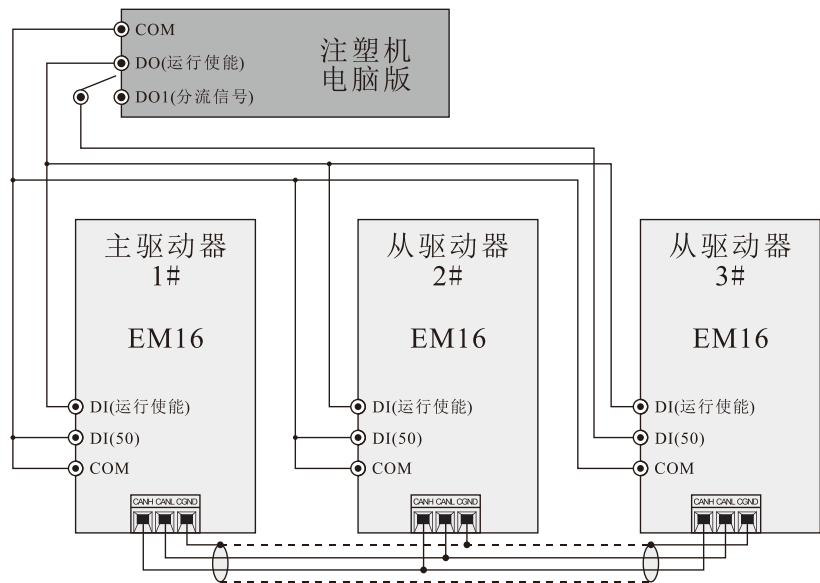 COM
DO(运行使能)
DO1(分流信号)
注塑机
电脑版
主驱动器
1#
EM16
DI(运行使能)
DI(50)
COM
CANH CANL CGND
从驱动器
2#
EM16
DI(运行使能)
DI(50)
COM
CANH CANL CGND
从驱动器
3#
EM16
DI(运行使能)
DI(50)
COM
CANH CANL CGND